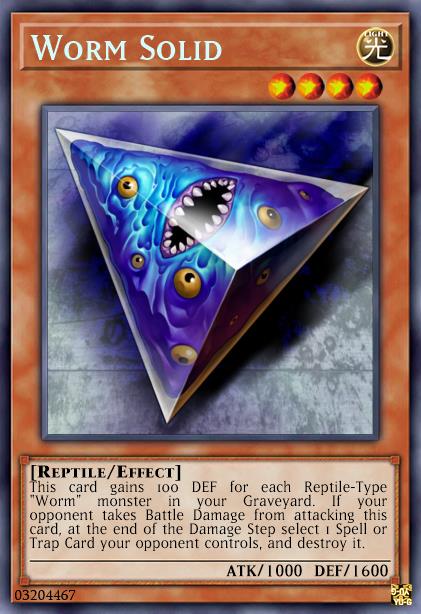 Worm Solid
LIGHT
光
[Reptile/Effect]
This card gains 100 DEF for each Reptile-Type
"Worm" monster in your Graveyard. If your
opponent takes Battle Damage from attacking this
card, at the end of the Damage Step select 1 Spell or
Trap Card your opponent controls, and destroy it.
ATK/1000 DEF/1600
03204467